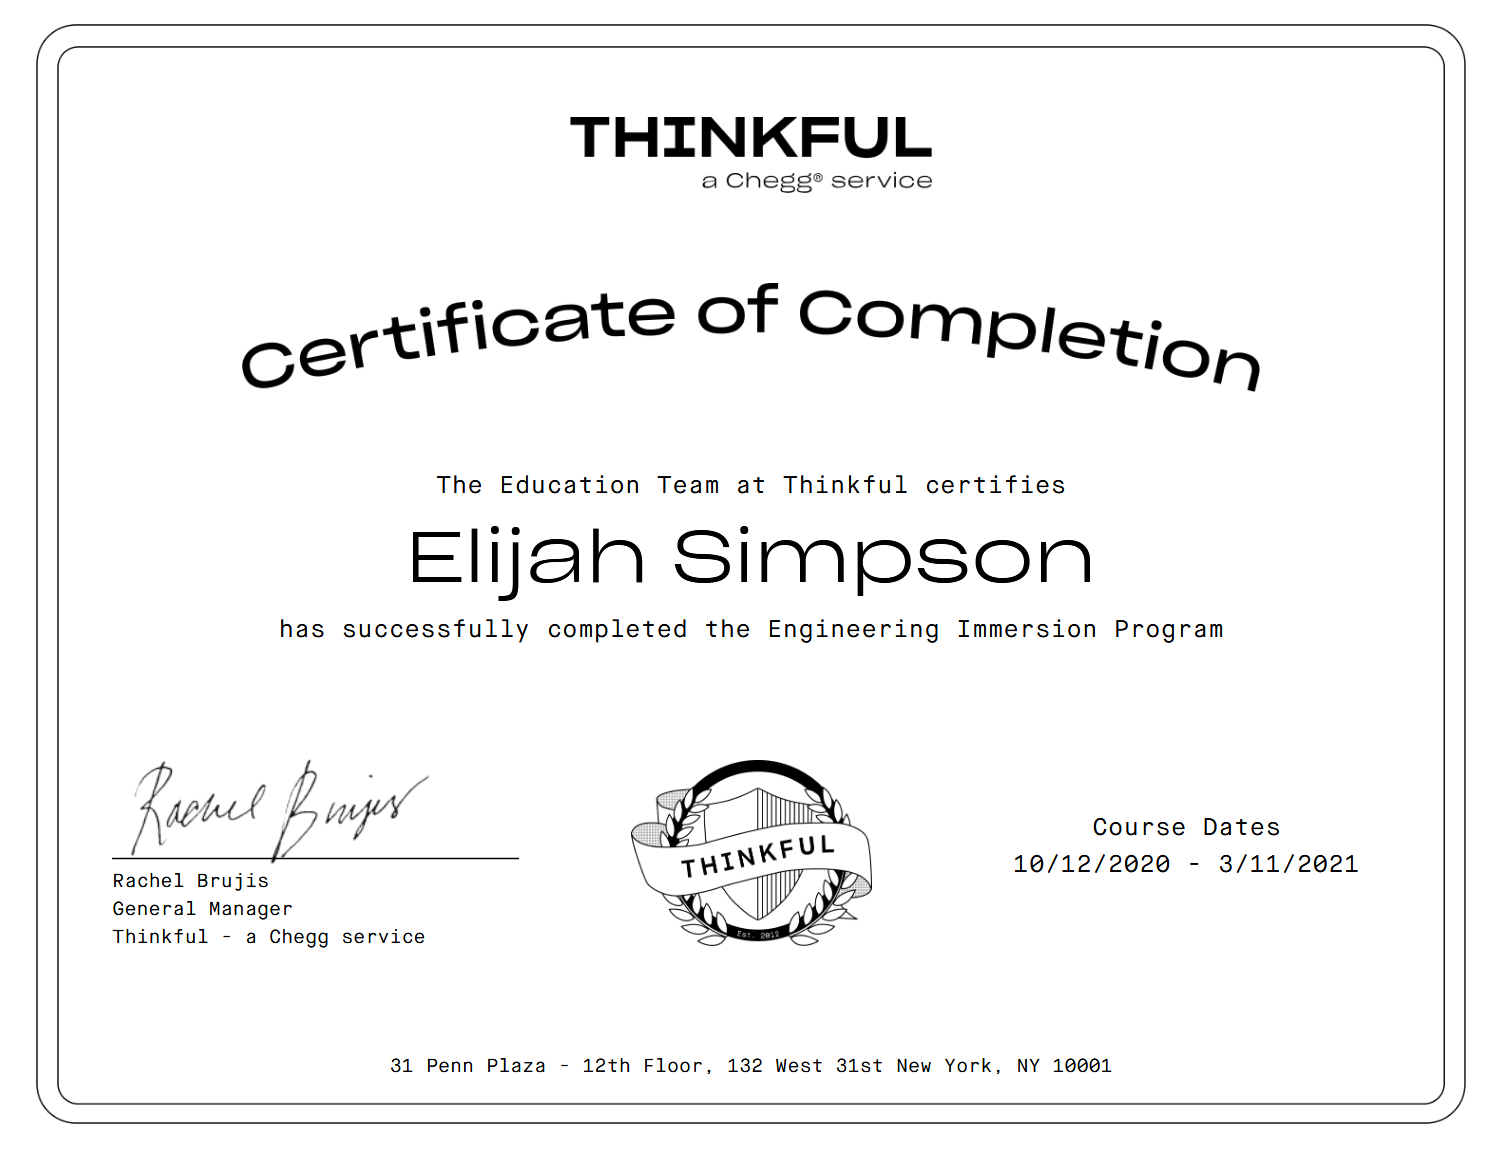 THINKFUL
a Chegg® service
Certificate of Completion
The Education Team at Thinkful certifies
Elijah Simpson
has successfully completed the Engineering Immersion Program
Rachel Brujis
Rachel Brujis
General Manager
Thinkful - a Chegg service
THINKFUL
Est. 2012
Course Dates
10/12/2020 - 3/11/2021
31 Penn Plaza - 12th Floor, 132 West 31st New York, NY 10001